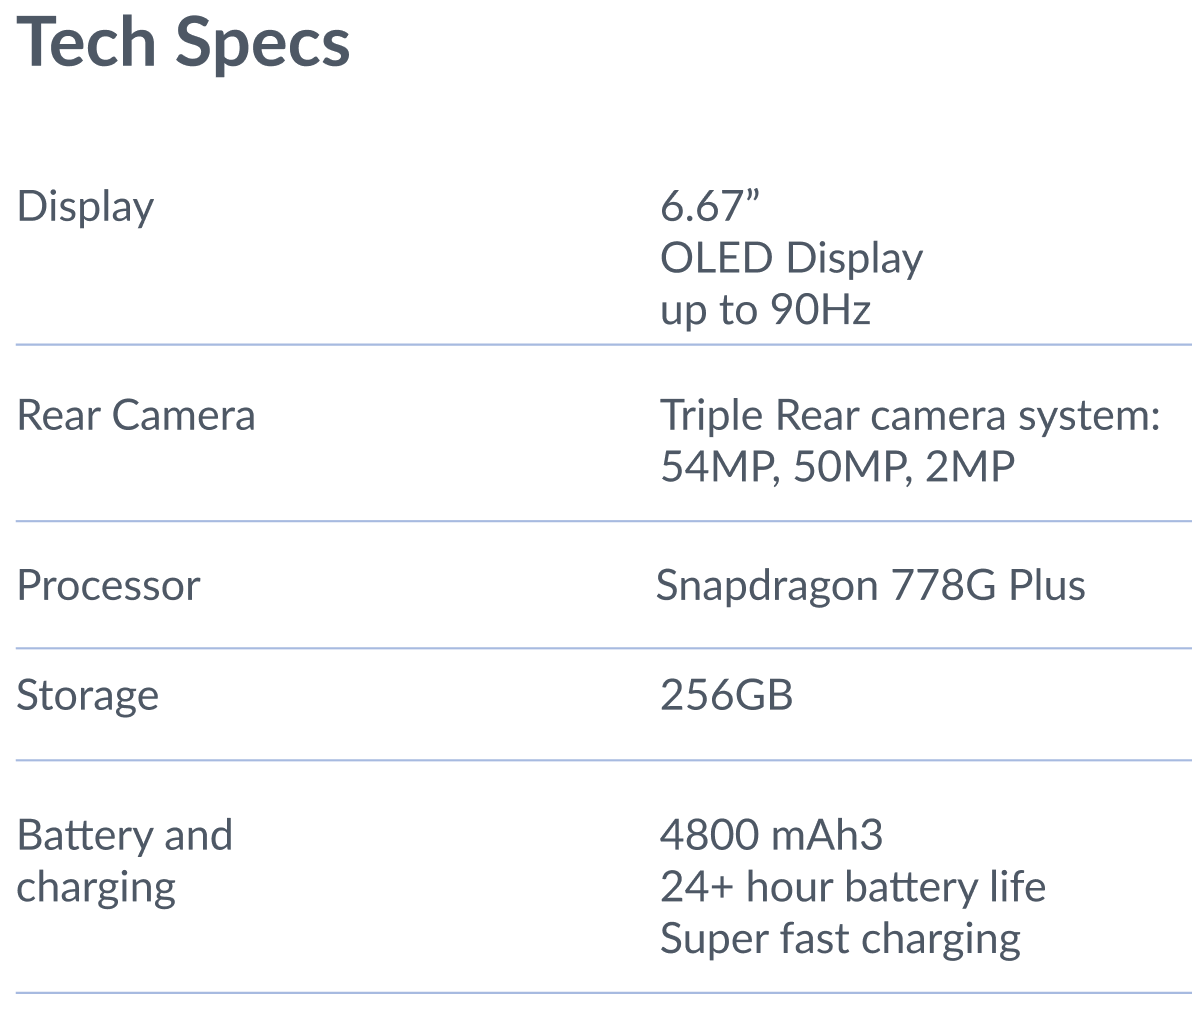 Tech Specs
Display
6.67”
OLED Display
up to 90Hz
Rear Camera
Triple Rear camera system:
54MP, 50MP, 2MP
Processor
Snapdragon 778G Plus
Storage
256GB
Battery and
charging
4800 mAh3
24+ hour battery life
Super fast charging